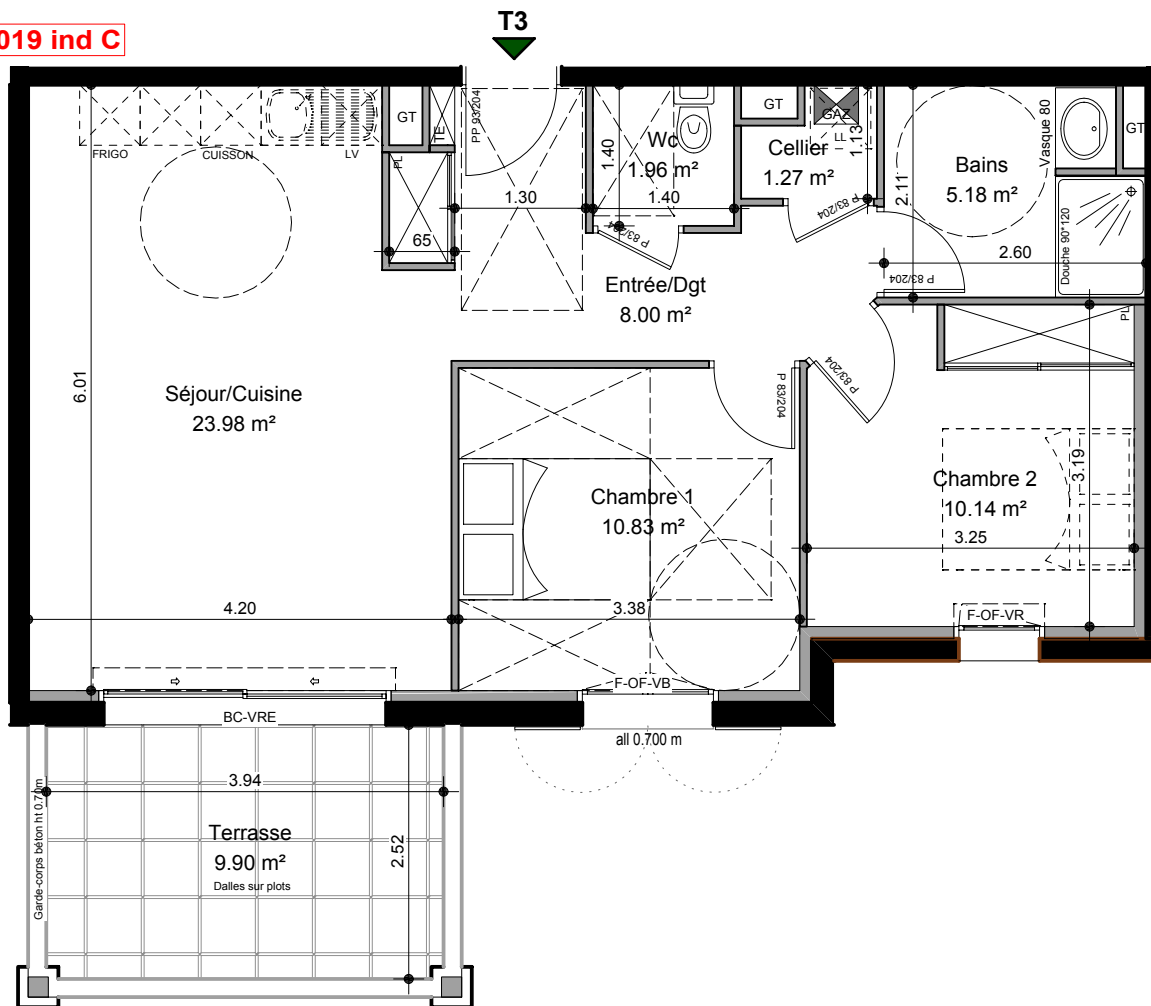 T3
019 ind C
GT
TE
PP 93/204
GT
GAZ
LL
1.13
Vasque 80
GT
FRIGO
CUISSON
LV
PL
Wc
1.96 m²
1.40
1.40
Cellier
1.27 m²
Bains
5.18 m²
2.11
1.30
65
P 83/204
P 83/204
P 83/204
2.60
Douche 90*120
Entrée/Dgt
8.00 m²
PL
6.01
Séjour/Cuisine
23.98 m²
P 83/204
P 83/204
Chambre 1
10.83 m²
Chambre 2
10.14 m²
3.19
3.25
4.20
3.38
F-OF-VR
F-OF-VB
BC-VRE
all 0.700 m
Garde-corps béton ht 0.70m
3.94
2.52
Terrasse
9.90 m²
Dalles sur plots